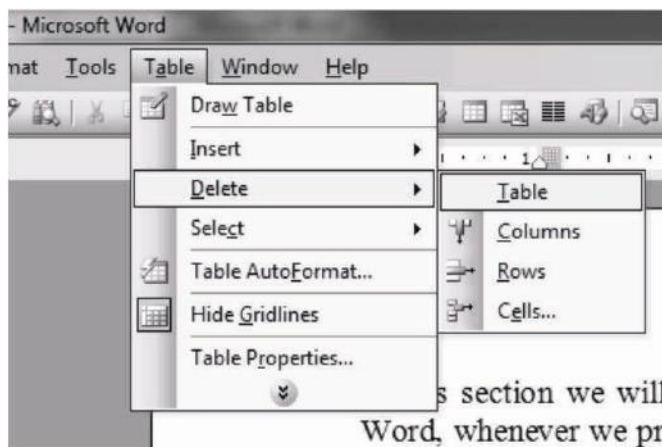 - Microsoft Word
mat Tools Table Window Help
Draw Table
Insert
Delete
Select
Table AutoFormat...
Hide Gridlines
Table Properties...
Table
Columns
Rows
Cells...
1
s section we will
Word, whenever we pr